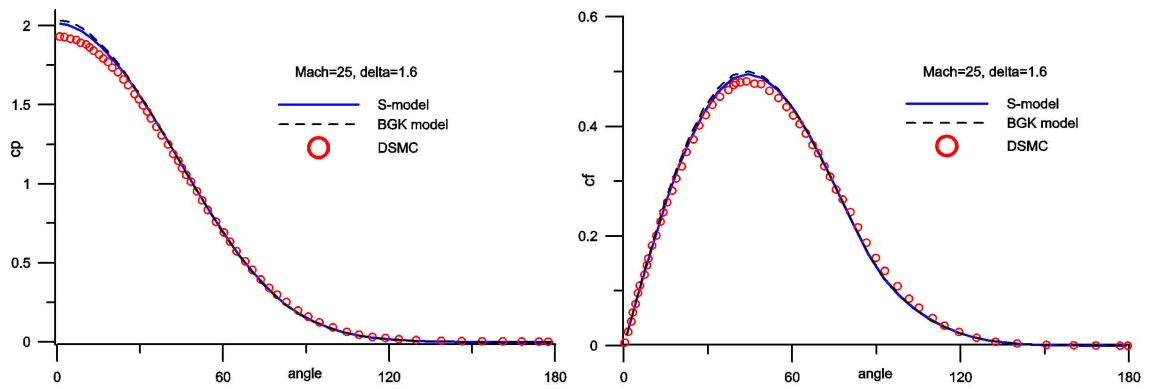 2
1.5
1
0.5
0
cp
Mach=25, delta=1.6
S-model
BGK model
DSMC
0
60
angle
120
180
0.6
0.4
0.2
0
cf
Mach=25, delta=1.6
S-model
BGK model
DSMC
0
60
angle
120
180